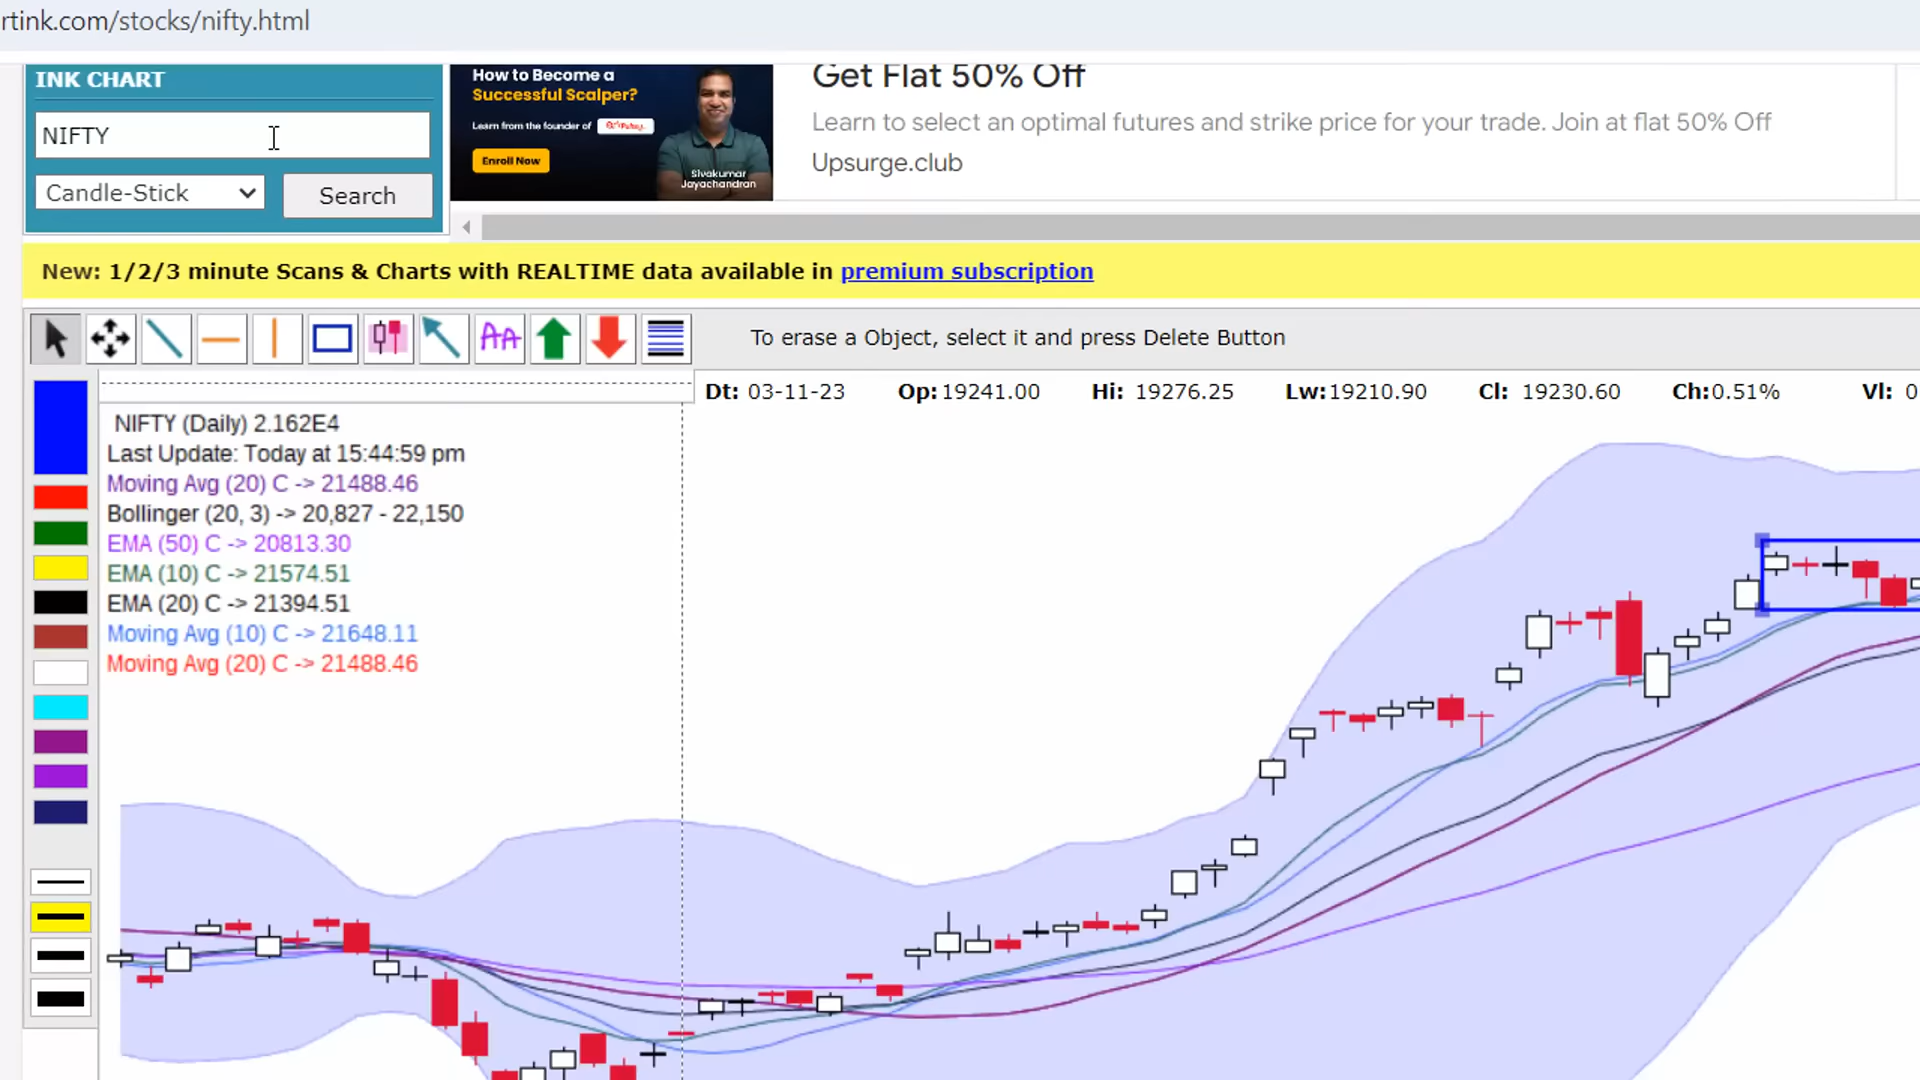 rtink.com/stocks/nifty.html
INK CHART
NIFTY
Candle-Stick
Search
How to Become a
Successful Scalper?
Learn from the founder of
Enroll Now
Sivakumar
Jayachandran
Get Flat 50% Off
Learn to select an optimal futures and strike price for your trade. Join at flat 50% Off
Upsurge.club
New: 1/2/3 minute Scans & Charts with REALTIME data available in premium subscription
AA
To erase a Object, select it and press Delete Button
Dt: 03-11-23 Op:19241.00 Hi: 19276.25 Lw:19210.90 Cl: 19230.60 Ch:0.51% Vl: 0
NIFTY (Daily) 2.162E4
Last Update: Today at 15:44:59 pm
Moving Avg (20) C -> 21488.46
Bollinger (20, 3) -> 20,827 - 22,150
EMA (50) C -> 20813.30
EMA (10) C -> 21574.51
EMA (20) C -> 21394.51
Moving Avg (10) C -> 21648.11
Moving Avg (20) C -> 21488.46